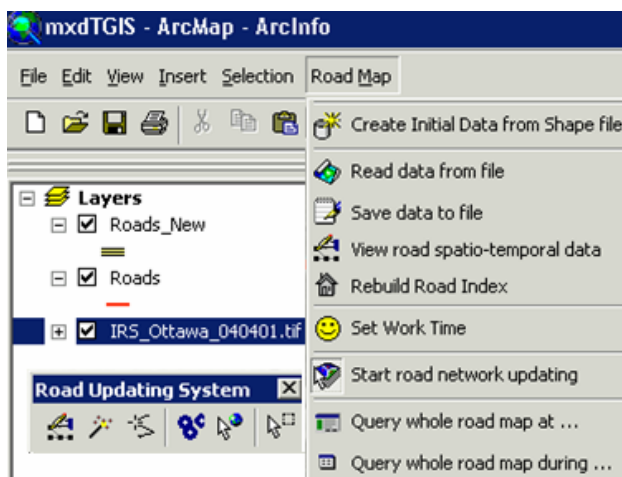 mxdTGIS - ArcMap - ArcInfo
File Edit View Insert Selection Road Map
Create Initial Data from Shape file
Read data from file
Save data to file
View road spatio-temporal data
Rebuild Road Index
Set Work Time
Start road network updating
Query whole road map at ...
Query whole road map during ...
Layers
Roads_New
Roads
IRS_Ottawa_040401.tif
Road Updating System